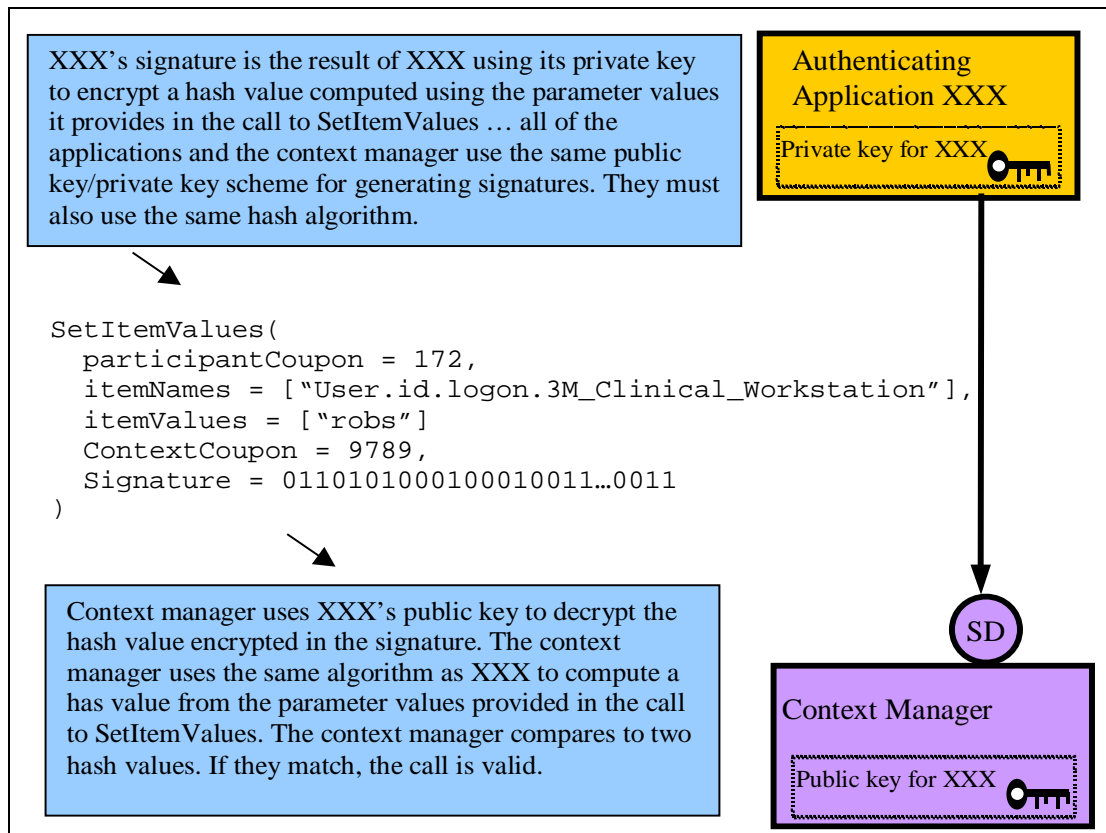 XXX’s signature is the result of XXX using its private key
to encrypt a hash value computed using the parameter values
it provides in the call to SetItemValues … all of the
applications and the context manager use the same public
key/private key scheme for generating signatures. They must
also use the same hash algorithm.
Authenticating
Application XXX
Private key for XXX
SetItemValues(
participantCoupon = 172,
itemNames = [“User.id.logon.3M_Clinical_Workstation”],
itemValues = [“robs”]
ContextCoupon = 9789,
Signature = 0110101000100010011…0011
)
Context manager uses XXX’s public key to decrypt the
hash value encrypted in the signature. The context
manager uses the same algorithm as XXX to compute a
has value from the parameter values provided in the call
to SetItemValues. The context manager compares to two
hash values. If they match, the call is valid.
SD
Context Manager
Public key for XXX